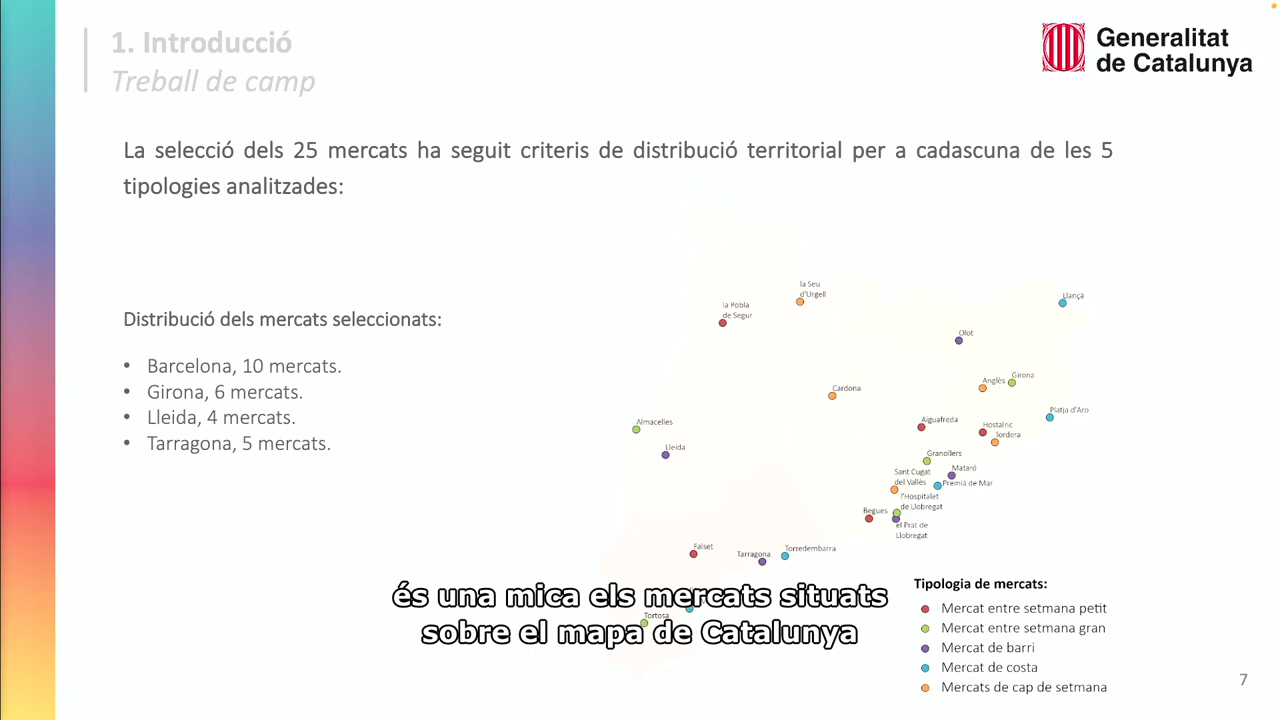 1. Introducció
Treball de camp
Generalitat
de Catalunya
La selecció dels 25 mercats ha seguit criteris de distribució territorial per a cadascuna de les 5
tipologies analitzades:
Distribució dels mercats seleccionats:
• Barcelona, 10 mercats.
• Girona, 6 mercats.
• Lleida, 4 mercats.
• Tarragona, 5 mercats.
la Seu
d'Urgell
la Pobla
de Segur
Llançà
Olot
Girona
Anglès
Cardona
Platja d'Aro
Almacelles
Aiguafreda
Hostalric
Tordera
Lleida
Granollers
Mataró
Sant Cugat
del Vallès
Premià de Mar
l'Hospitalet
de Llobregat
Begues
el Prat de
Llobregat
Falset
Tarragona
Torredembarra
Tortosa
és una mica els mercats situats
sobre el mapa de Catalunya
Tipologia de mercats:
Mercat entre setmana petit
Mercat entre setmana gran
Mercat de barri
Mercat de costa
Mercats de cap de setmana
7